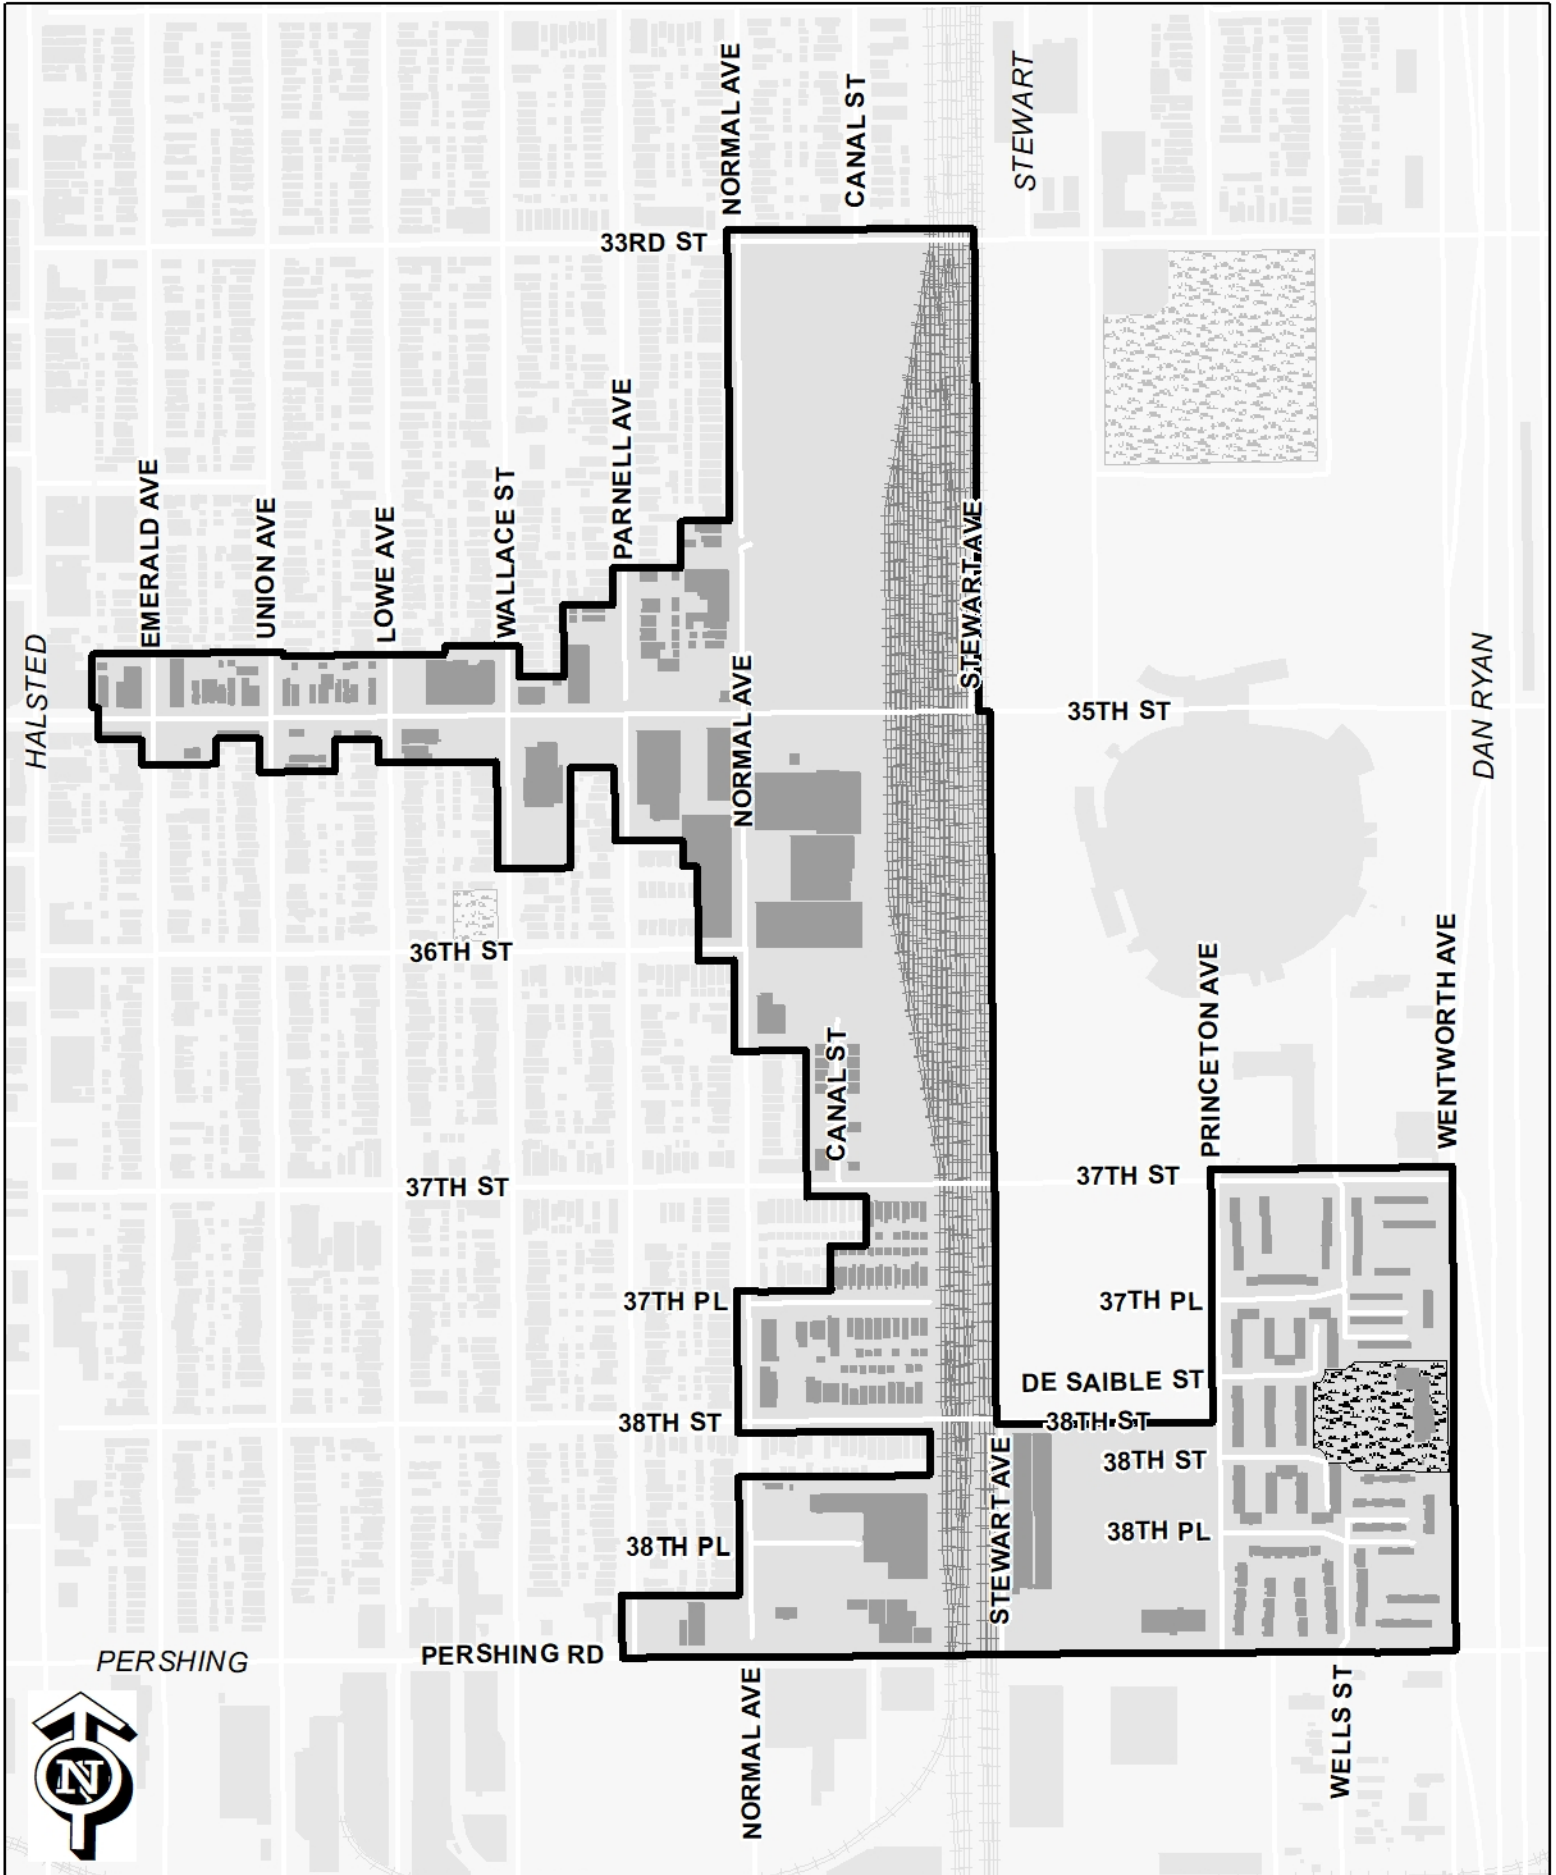 NORMAL AVE
CANAL ST
STEWART
33RD ST
PARNELL AVE
EMERALD AVE
UNION AVE
LOWE AVE
WALLACE ST
STEWART AVE
HALSTED
NORMAL AVE
35TH ST
DAN RYAN
36TH ST
PRINCETON AVE
WENTWORTH AVE
CANAL ST
37TH ST
37TH ST
37TH PL
37TH PL
DE SAIBLE ST
38TH ST
38TH ST
38TH ST
STEWART AVE
38TH PL
38TH PL
PERSHING
PERSHING RD
NORMAL AVE
WELLS ST
N